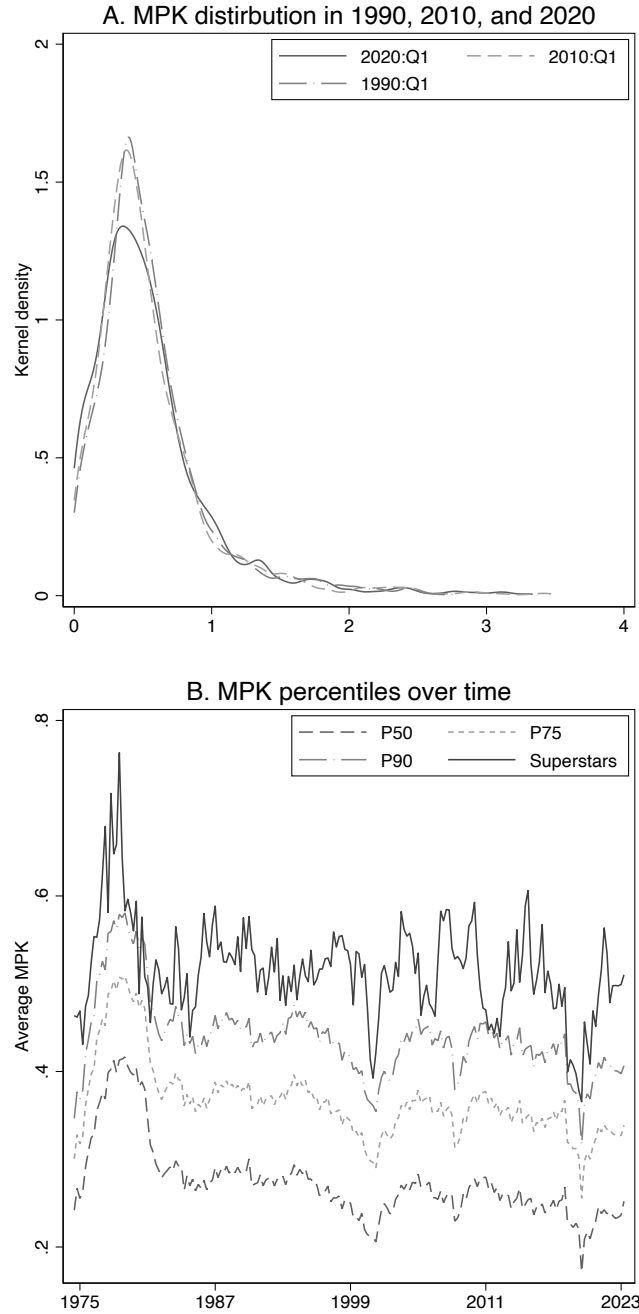 A. MPK distirbution in 1990, 2010, and 2020
2
2020:Q1 2010:Q1
1990:Q1
1.5
Kernel density
1
.5
0
0 1 2 3 4
B. MPK percentiles over time
.8
P50 P75
P90 Superstars
.6
Average MPK
.4
.2
1975 1987 1999 2011 2023